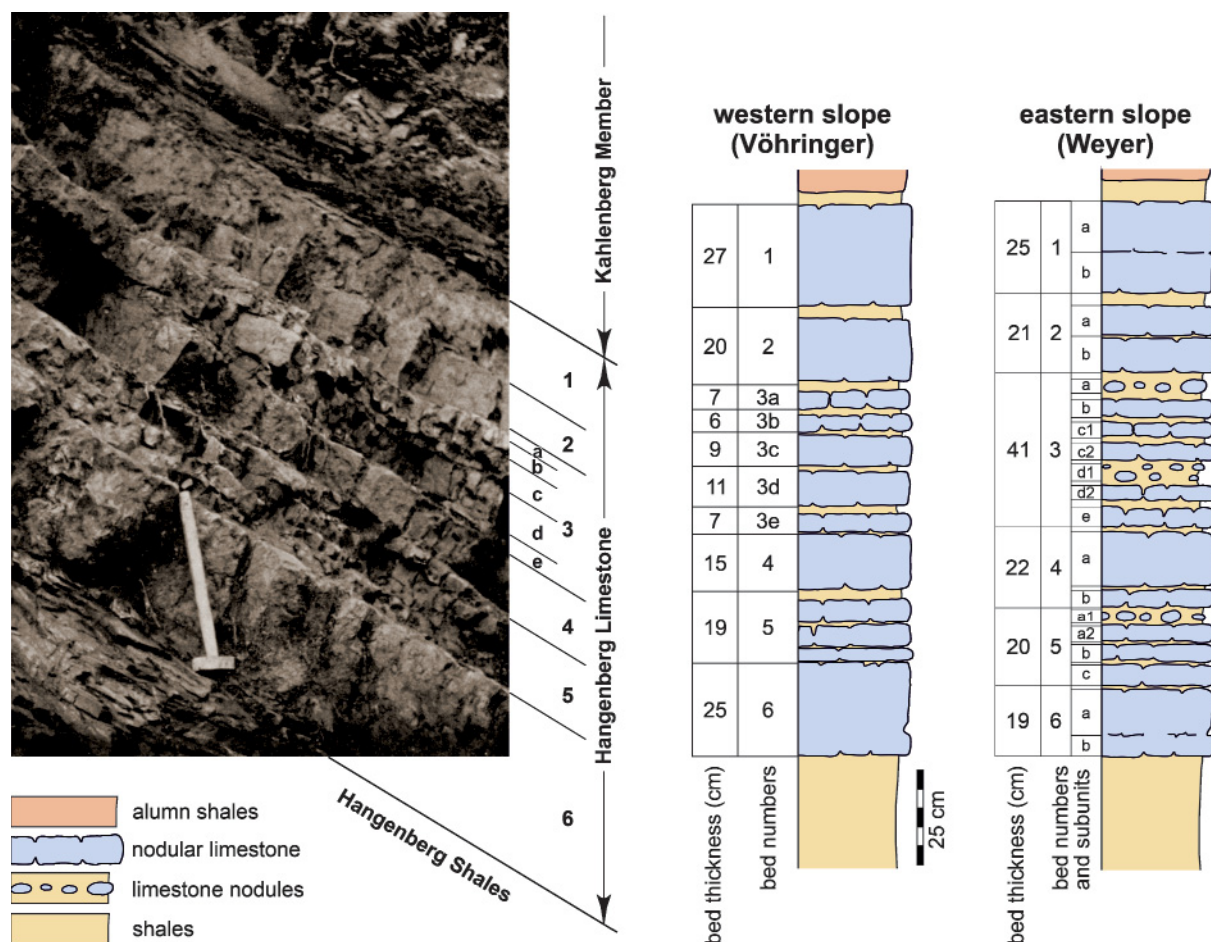 Kahlenberg Member
Hangenberg Limestone
1
2
a
b
c
3
d
e
4
5
6
Hangenberg Shales
alumn shales
nodular limestone
limestone nodules
shales
western slope
(Vöhringer)
27 1
20 2
7 3a
6 3b
9 3c
11 3d
7 3e
15 4
19 5
25 6
bed thickness (cm)
bed numbers
25 cm
eastern slope
(Weyer)
25 1 a
b
21 2 a
b
41 3 a
b
c1
c2
d1
d2
e
22 4 a
b
20 5 a1
a2
b
c
19 6 a
b
bed thickness (cm)
bed numbers
and subunits